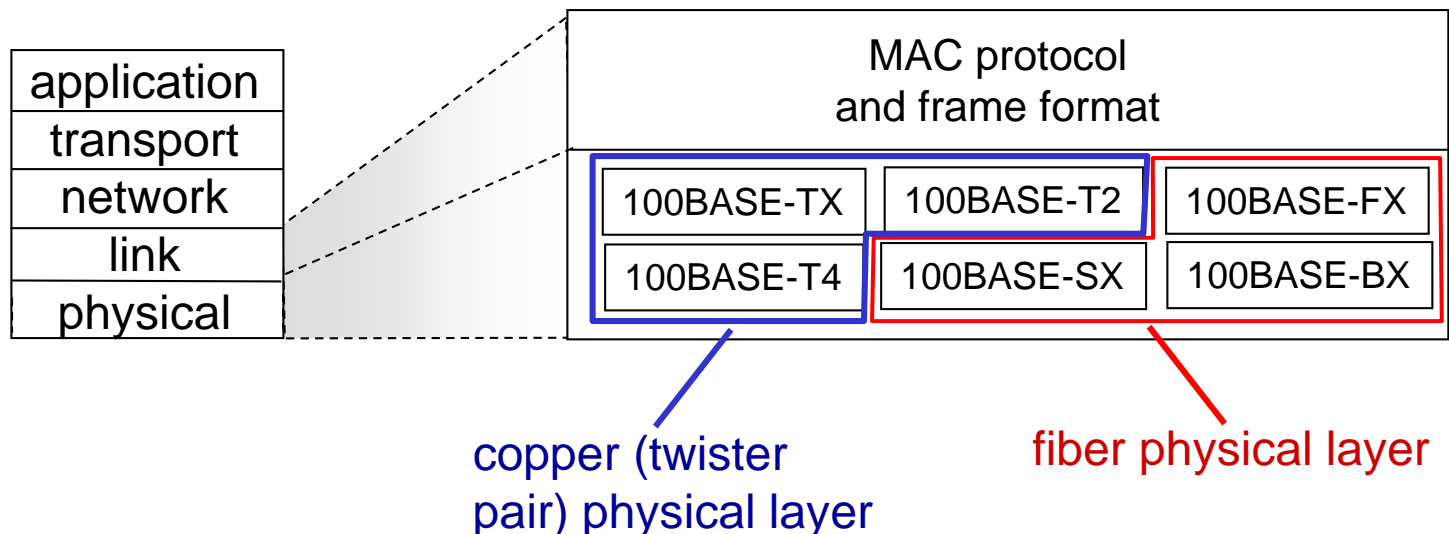 application
transport
network
link
physical
MAC protocol
and frame format
100BASE-TX
100BASE-T2
100BASE-FX
100BASE-T4
100BASE-SX
100BASE-BX
copper (twister
pair) physical layer
fiber physical layer